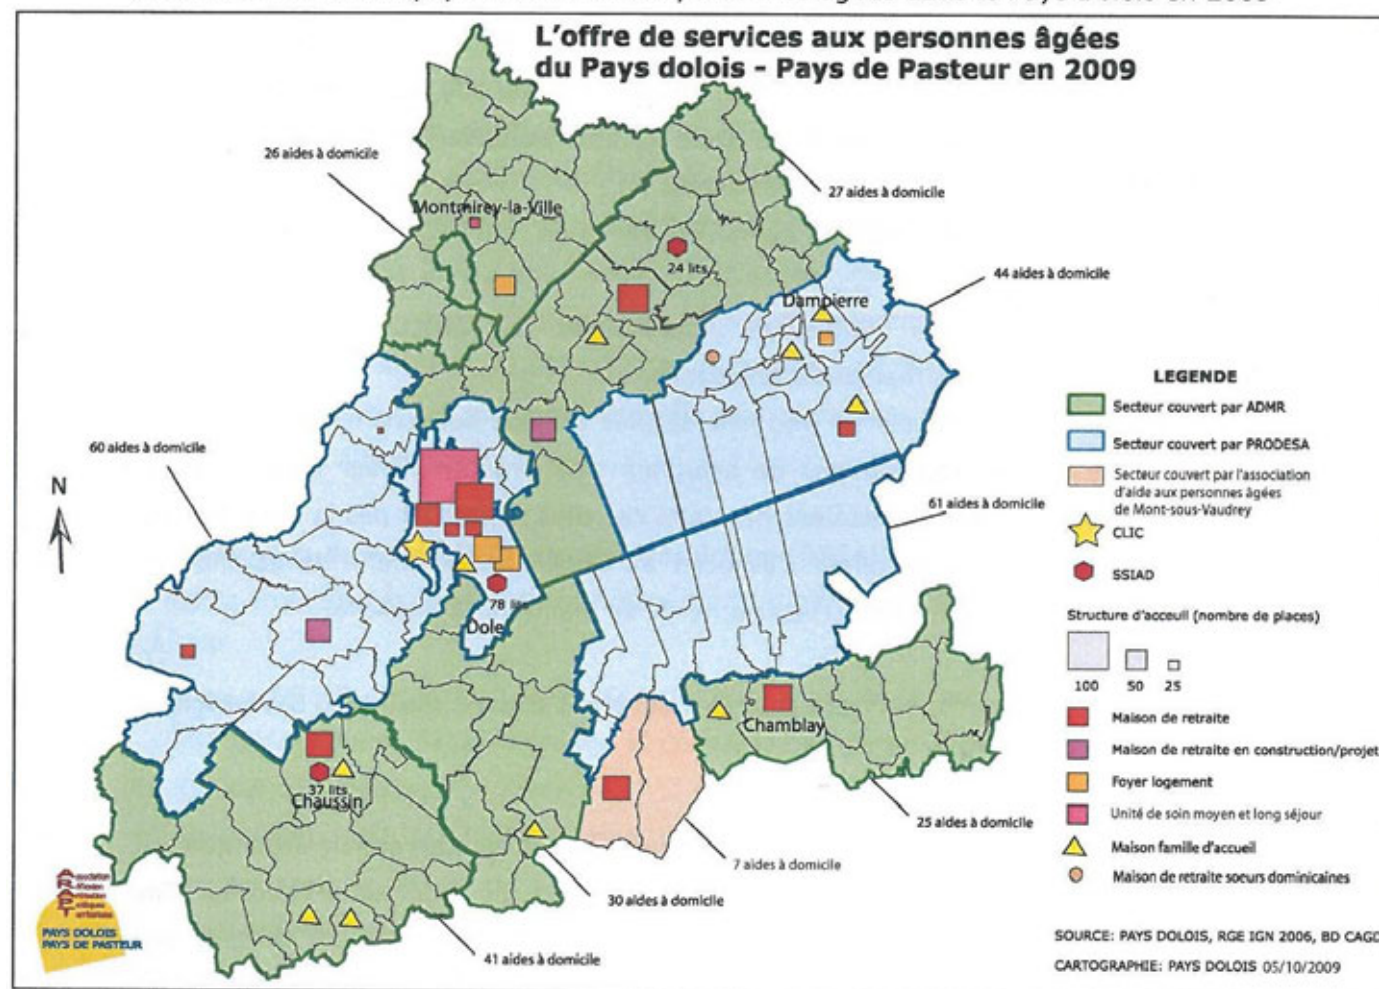 L'offre de services aux personnes âgées
du Pays dolois - Pays de Pasteur en 2009
26 aides à domicile
27 aides à domicile
Montmirey-la-Ville
24 lits
44 aides à domicile
Dampierre
60 aides à domicile
N
61 aides à domicile
78 lits
Dole
Chamblay
37 lits
Chaussin
25 aides à domicile
7 aides à domicile
30 aides à domicile
41 aides à domicile
LEGENDE
Secteur couvert par ADMR
Secteur couvert par PRODESA
Secteur couvert par l'association
d'aide aux personnes âgées
de Mont-sous-Vaudrey
CLIC
SSIAD
Structure d'acceuil (nombre de places)
100 50 25
Maison de retraite
Maison de retraite en construction/projet
Foyer logement
Unité de soin moyen et long séjour
Maison famille d'accueil
Maison de retraite soeurs dominicaines
PAYS DOLOIS
PAYS DE PASTEUR
SOURCE: PAYS DOLOIS, RGE IGN 2006, BD CAGD
CARTOGRAPHIE: PAYS DOLOIS 05/10/2009